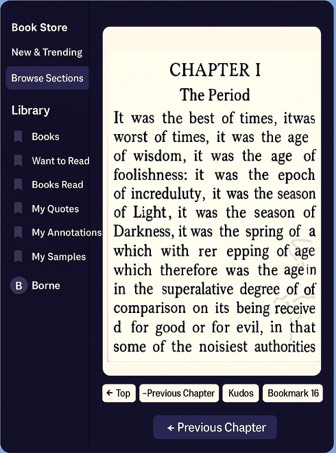 Book Store
New & Trending
Browse Sections
Library
Books
Want to Read
Books Read
My Quotes
My Annotations
My Samples
B Borne
CHAPTER I
The Period
It was the best of times, itwas
worst of times, it was the age
of wisdom, it was the age of
foolishness: it was the epoch
of increduluty, it was the season
of Light, it was the season of
Darkness, it was the spring of a
which with rer epping of age
which therefore was the age in
in the superalative degree of of
comparison on its being receive
d for good or for evil, in that
some of the noisiest authorities
← Top
-Previous Chapter
Kudos
Bookmark 16
← Previous Chapter